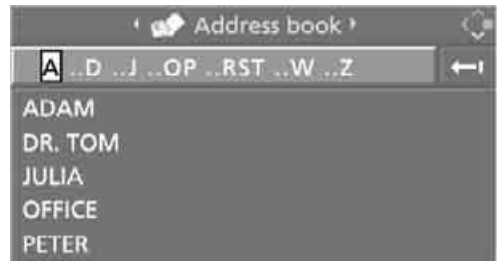 Address book
A ..D ..J ..OP ..RST ..W ..Z
ADAM
DR. TOM
JULIA
OFFICE
PETER